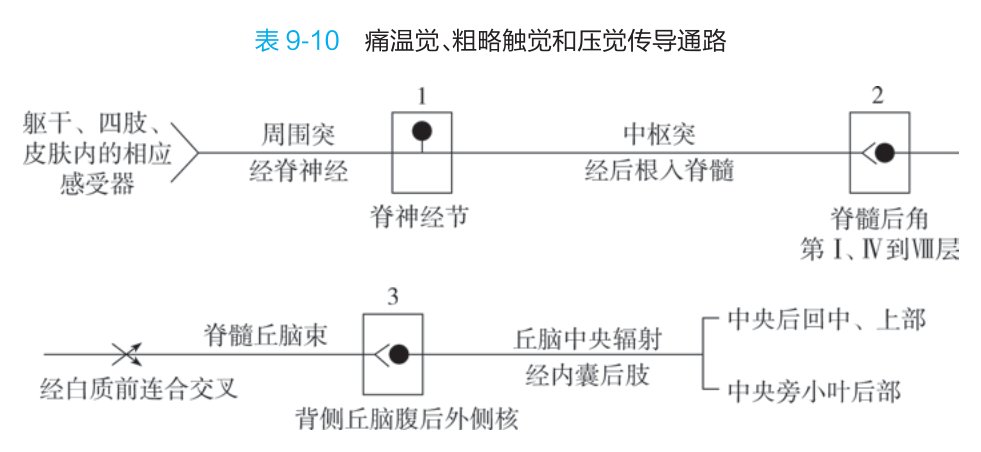 表 9-10 痛温觉、粗略触觉和压觉传导通路
1
2
躯干、四肢、
皮肤内的相应
感受器
周围突
经脊神经
中枢突
经后根入脊髓
脊神经节
脊髓后角
第Ⅰ、Ⅳ到Ⅷ层
3
脊髓丘脑束
经白质前连合交叉
丘脑中央辐射
经内囊后肢
中央后回中、上部
中央旁小叶后部
背侧丘脑腹后外侧核